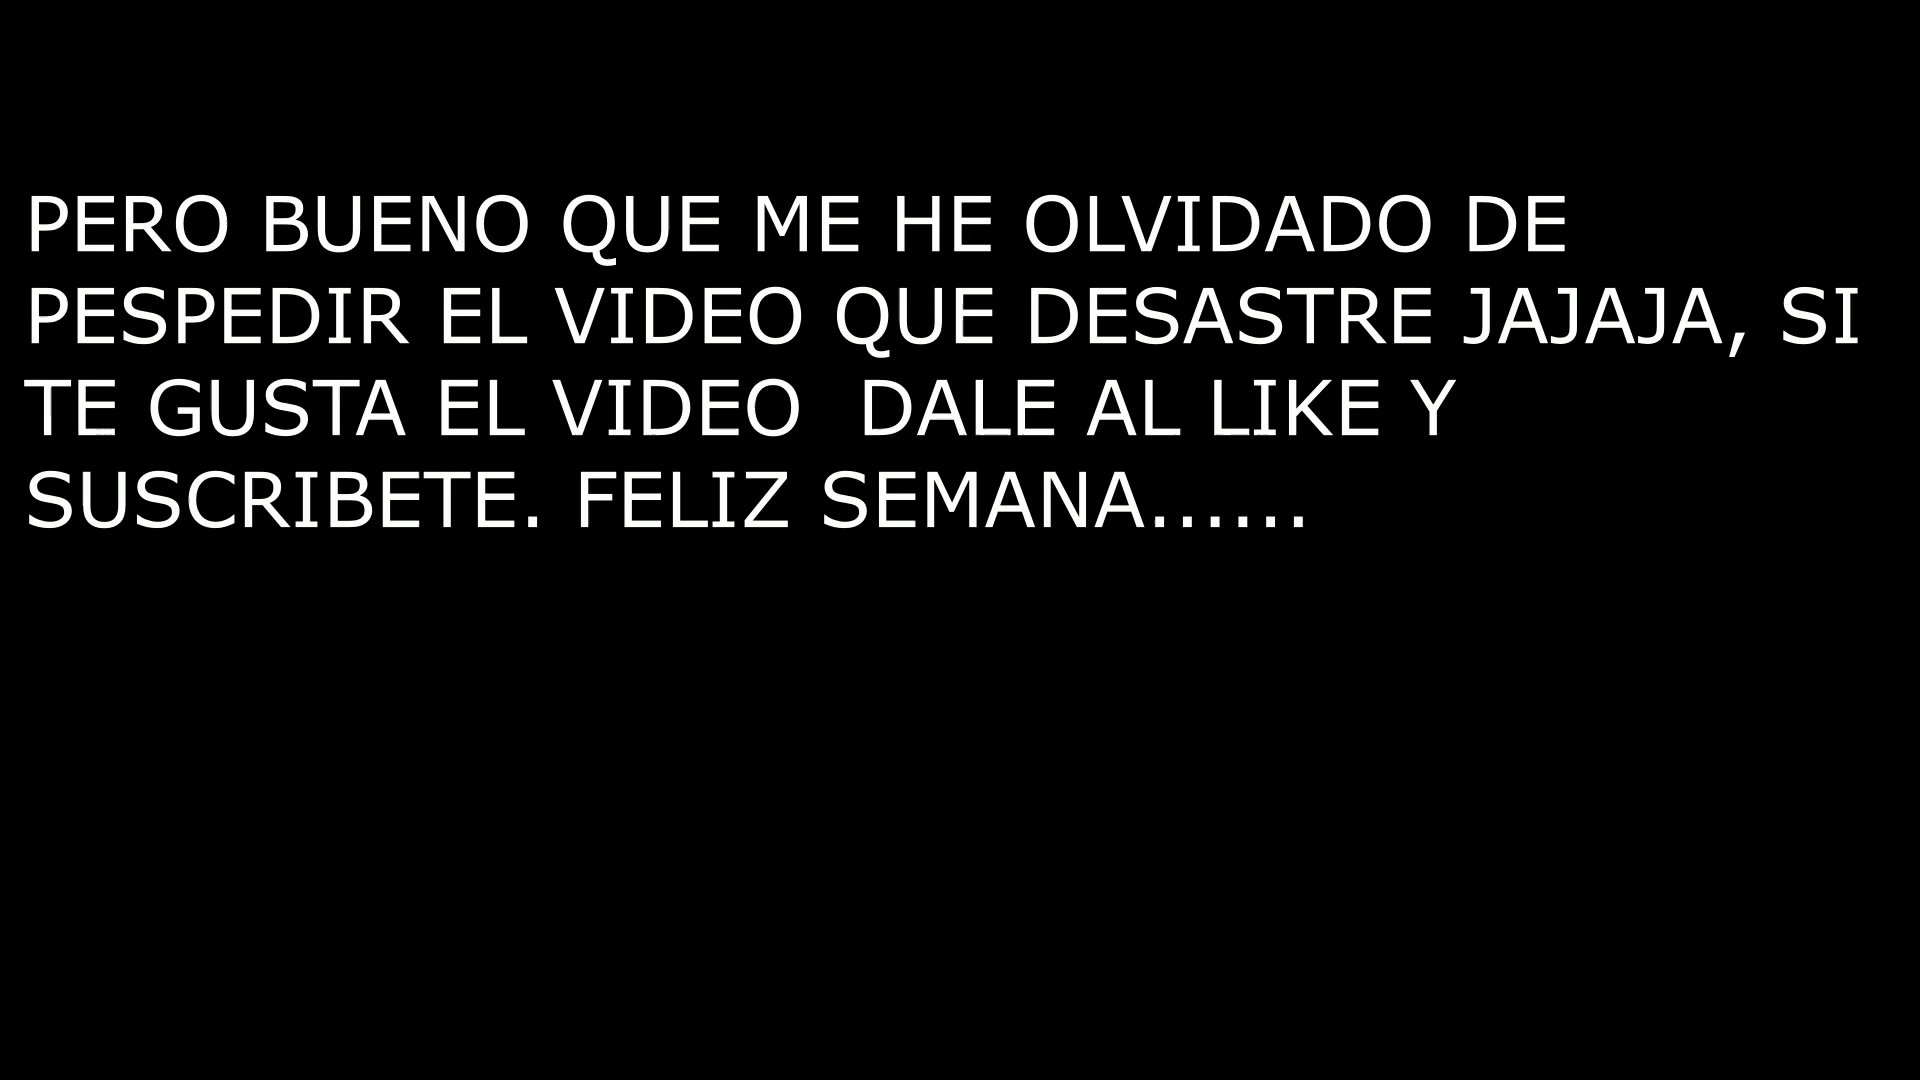 PERO BUENO QUE ME HE OLVIDADO DE
PESPEDIR EL VIDEO QUE DESASTRE JAJAJA, SI
TE GUSTA EL VIDEO  DALE AL LIKE Y
SUSCRIBETE. FELIZ SEMANA......